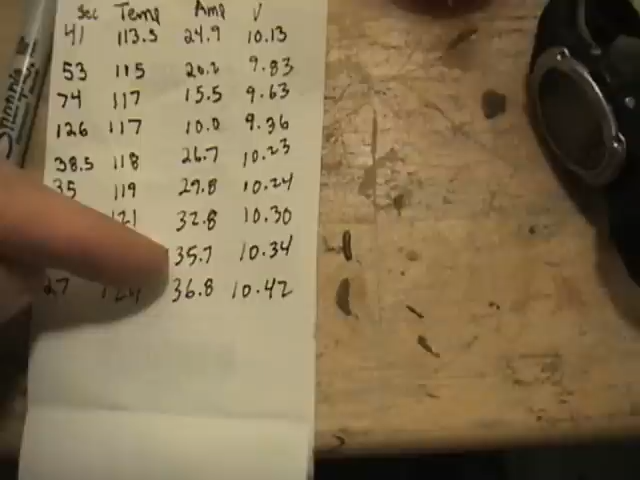 Sec Temp Amp V
41 113.5 24.9 10.13
53 115 20.2 9.83
74 117 15.5 9.63
126 117 10.0 9.36
38.5 118 26.7 10.23
35 119 29.8 10.24
121 32.8 10.30
35.7 10.34
27 36.8 10.42
Sharpie